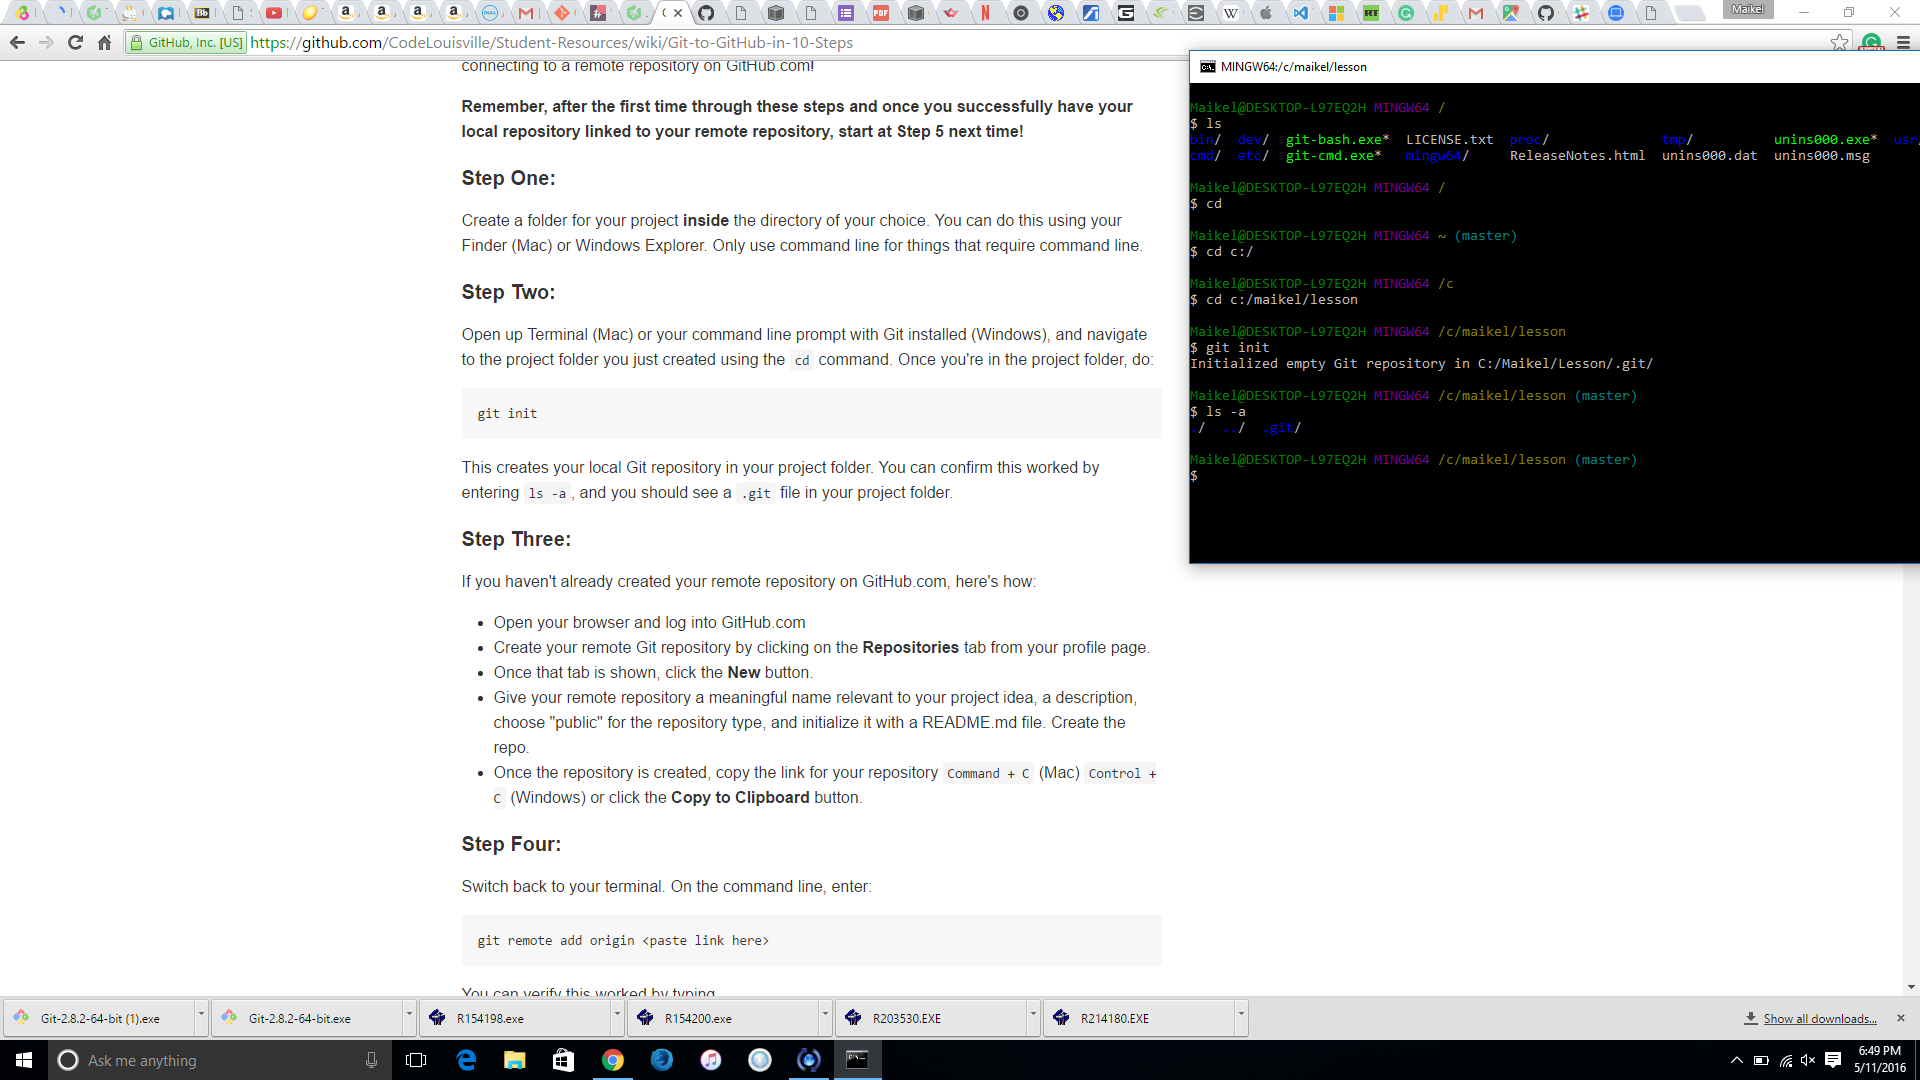 Maikel
GitHub, Inc. [US] https://github.com/CodeLouisville/Student-Resources/wiki/Git-to-GitHub-in-10-Steps
connecting to a remote repository on GitHub.com!
Remember, after the first time through these steps and once you successfully have your
local repository linked to your remote repository, start at Step 5 next time!
Step One:
Create a folder for your project inside the directory of your choice. You can do this using your
Finder (Mac) or Windows Explorer. Only use command line for things that require command line.
Step Two:
Open up Terminal (Mac) or your command line prompt with Git installed (Windows), and navigate
to the project folder you just created using the cd command. Once you're in the project folder, do:
git init
This creates your local Git repository in your project folder. You can confirm this worked by
entering ls -a , and you should see a .git file in your project folder.
Step Three:
If you haven't already created your remote repository on GitHub.com, here's how:
• Open your browser and log into GitHub.com
• Create your remote Git repository by clicking on the Repositories tab from your profile page.
• Once that tab is shown, click the New button.
• Give your remote repository a meaningful name relevant to your project idea, a description,
choose "public" for the repository type, and initialize it with a README.md file. Create the
repo.
• Once the repository is created, copy the link for your repository Command + C (Mac) Control +
C (Windows) or click the Copy to Clipboard button.
Step Four:
Switch back to your terminal. On the command line, enter:
git remote add origin <paste link here>
You can verify this worked by typing
MINGW64:/c/maikel/lesson
Maikel@DESKTOP-L97EQ2H MINGW64 /
$ ls
bin/ dev/ git-bash.exe* LICENSE.txt proc/ tmp/ unins000.exe* usr/
cmd/ etc/ git-cmd.exe* mingw64/ ReleaseNotes.html unins000.dat unins000.msg
Maikel@DESKTOP-L97EQ2H MINGW64 /
$ cd
Maikel@DESKTOP-L97EQ2H MINGW64 ~ (master)
$ cd c:/
Maikel@DESKTOP-L97EQ2H MINGW64 /c
$ cd c:/maikel/lesson
Maikel@DESKTOP-L97EQ2H MINGW64 /c/maikel/lesson
$ git init
Initialized empty Git repository in C:/Maikel/Lesson/.git/
Maikel@DESKTOP-L97EQ2H MINGW64 /c/maikel/lesson (master)
$ ls -a
./ ../ .git/
Maikel@DESKTOP-L97EQ2H MINGW64 /c/maikel/lesson (master)
$
Git-2.8.2-64-bit (1).exe Git-2.8.2-64-bit.exe R154198.exe R154200.exe R203530.EXE R214180.EXE Show all downloads...
Ask me anything
6:49 PM
5/11/2016